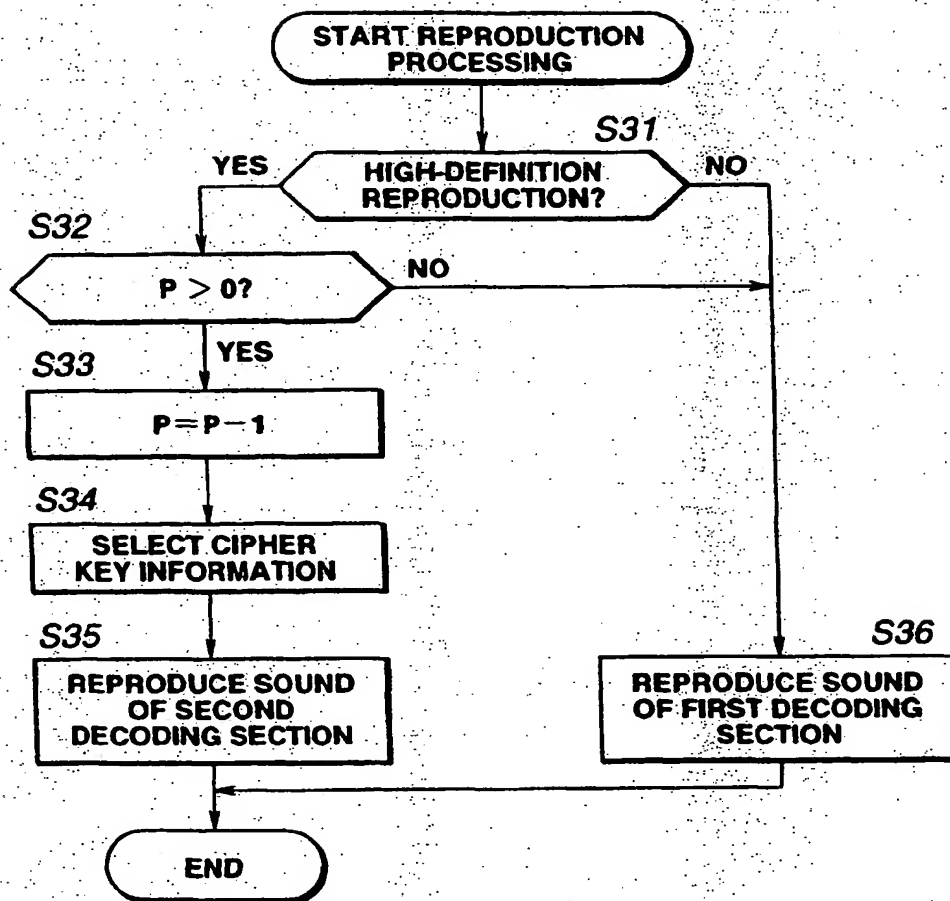 START REPRODUCTION
PROCESSING
S31
YES
HIGH-DEFINITION
REPRODUCTION?
NO
S32
P > 0?
NO
YES
S33
P=P-1
S34
SELECT CIPHER
KEY INFORMATION
S35
REPRODUCE SOUND
OF SECOND
DECODING SECTION
S36
REPRODUCE SOUND
OF FIRST DECODING
SECTION
END